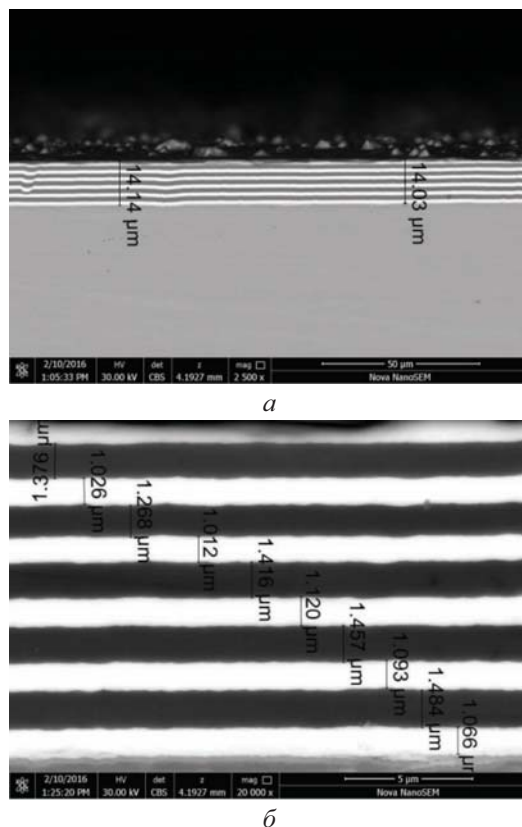 14.14 µm
14.03 µm
2/10/2016 HV det z mag □ 50 µm
1:05:33 PM 30.00 kV CBS 4.1927 mm 2 500 x Nova NanoSEM
а
1.376 µm
1.026 µm
1.268 µm
1.012 µm
1.416 µm
1.120 µm
1.457 µm
1.093 µm
1.484 µm
1.066 µm
2/10/2016 HV det z mag □ 5 µm
1:25:20 PM 30.00 kV CBS 4.1927 mm 20 000 x Nova NanoSEM
б